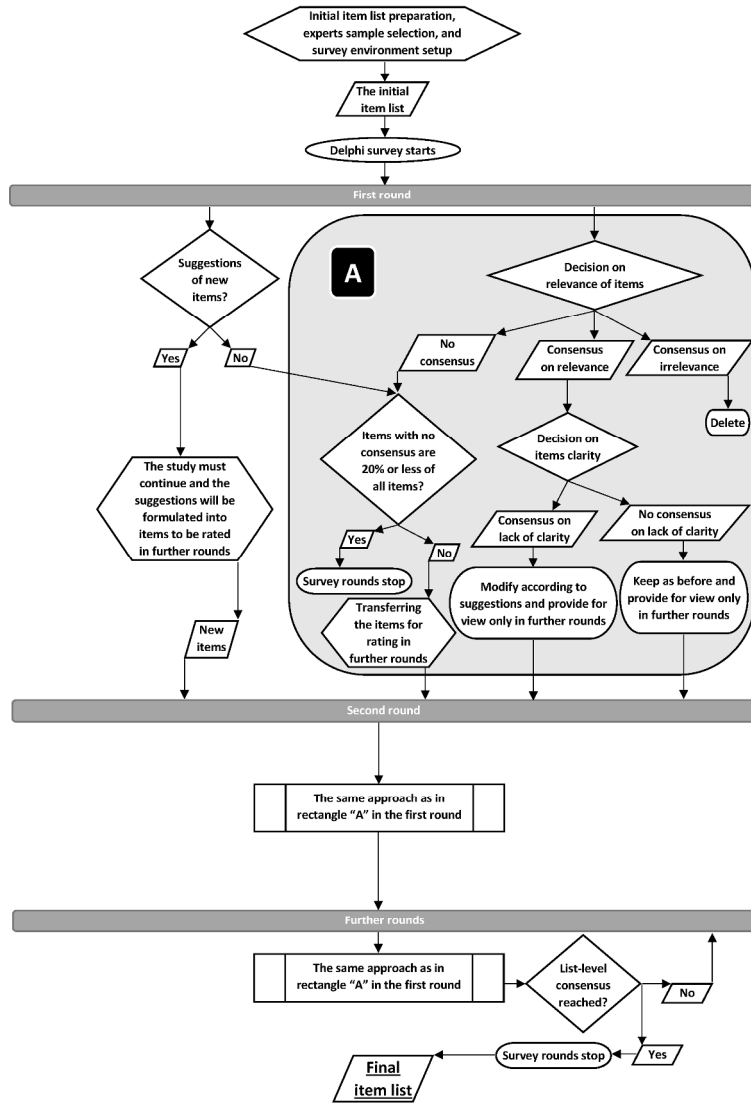 Initial item list preparation,
experts sample selection, and
survey environment setup
The initial
item list
Delphi survey starts
First round
Suggestions
of new
items?
Yes
No
A
Decision on
relevance of items
No
consensus
Consensus
on relevance
Consensus on
irrelevance
Delete
Items with no
consensus are
20% or less of
all items?
Decision on
items clarity
Yes
No
Consensus on
lack of clarity
No consensus
on lack of clarity
Survey rounds stop
Transferring
the items for
rating in
further rounds
Modify according to
suggestions and provide for
view only in further rounds
Keep as before and
provide for view only
in further rounds
The study must
continue and the
suggestions will be
formulated into
items to be rated
in further rounds
New
items
Second round
The same approach as in
rectangle “A” in the first round
Further rounds
The same approach as in
rectangle “A” in the first round
List-level
consensus
reached?
No
Yes
Survey rounds stop
Final
item list